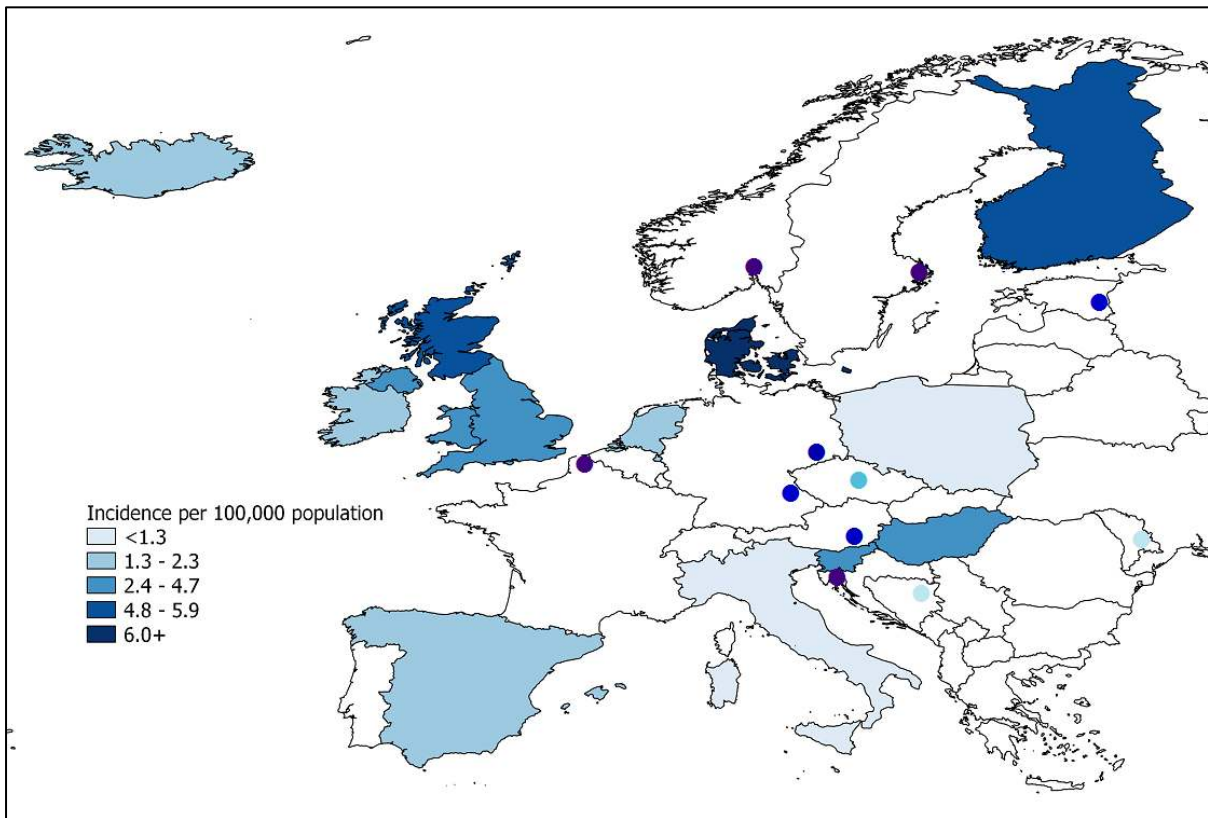 Incidence per 100,000 population
<1.3
1.3 - 2.3
2.4 - 4.7
4.8 - 5.9
6.0+